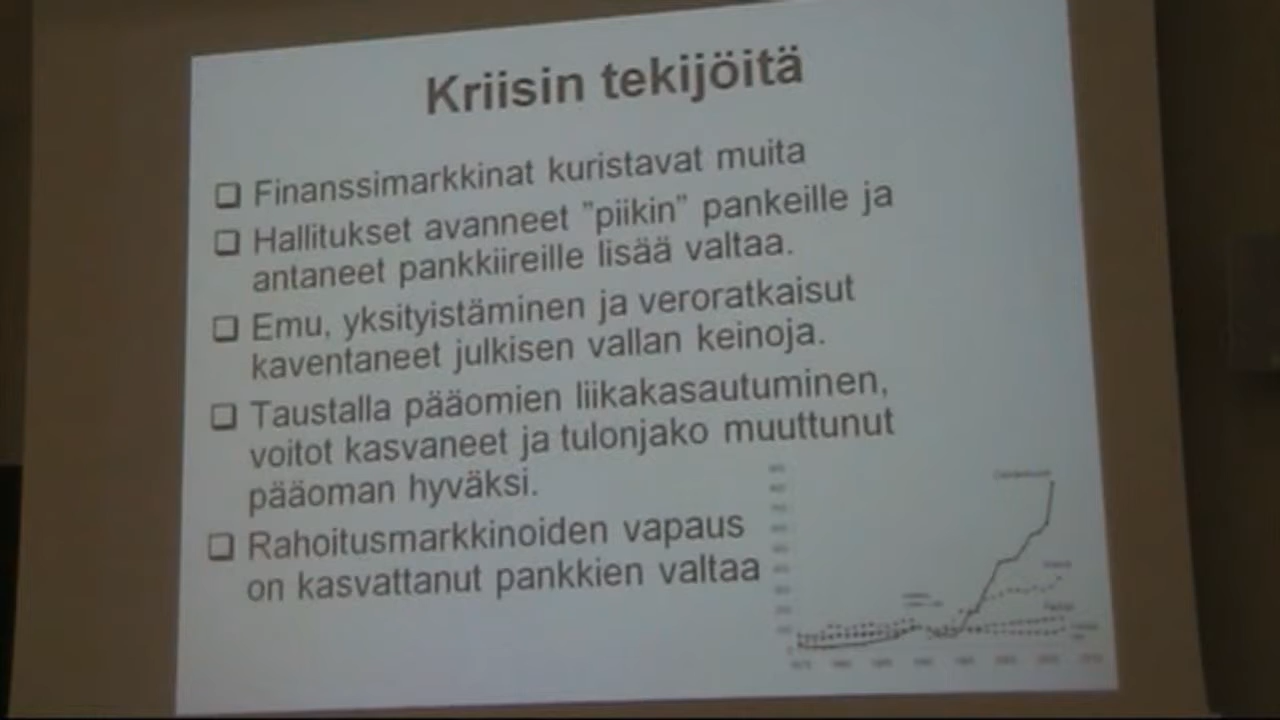 Kriisin tekijöitä
Finanssimarkkinat kuristavat muita
Hallitukset avanneet "piikin" pankeille ja
antaneet pankkiireille lisää valtaa.
Emu, yksityistäminen ja veroratkaisut
kaventaneet julkisen vallan keinoja.
Taustalla pääomien liikakasautuminen,
voitot kasvaneet ja tulonjako muuttunut
pääoman hyväksi.
Rahoitusmarkkinoiden vapaus
on kasvattanut pankkien valtaa